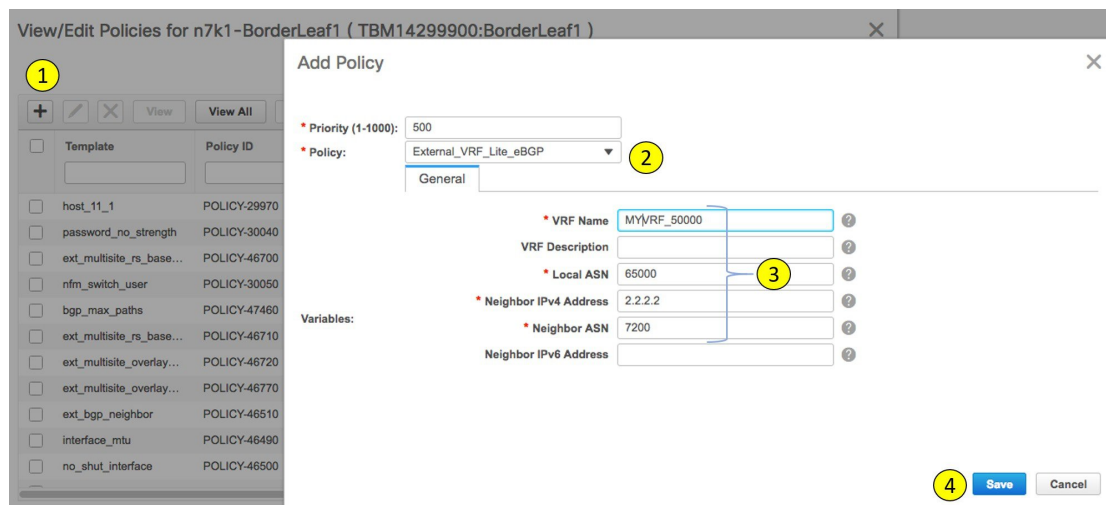 View/Edit Policies for n7k1-BorderLeaf1 ( TBM14299900:BorderLeaf1 )
1
View
View All
Template
Policy ID
host_11_1
POLICY-29970
password_no_strength
POLICY-30040
ext_multisite_rs_base...
POLICY-46700
nfm_switch_user
POLICY-30050
bgp_max_paths
POLICY-47460
ext_multisite_rs_base...
POLICY-46710
ext_multisite_overlay...
POLICY-46720
ext_multisite_overlay...
POLICY-46770
ext_bgp_neighbor
POLICY-46510
interface_mtu
POLICY-46490
no_shut_interface
POLICY-46500
Add Policy
* Priority (1-1000):
500
* Policy:
External_VRF_Lite_eBGP
2
General
Variables:
* VRF Name
MYVRF_50000
VRF Description
* Local ASN
65000
3
* Neighbor IPv4 Address
2.2.2.2
* Neighbor ASN
7200
Neighbor IPv6 Address
4
Save
Cancel